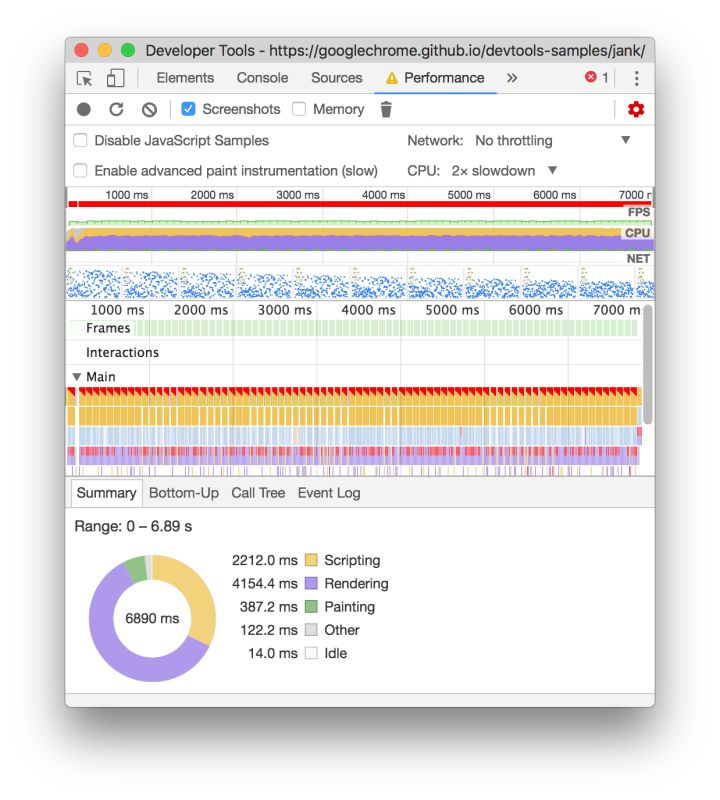 Developer Tools - https://googlechrome.github.io/devtools-samples/jank/
Elements Console Sources Performance » 1
Screenshots Memory
Disable JavaScript Samples Network: No throttling
Enable advanced paint instrumentation (slow) CPU: 2× slowdown
1000 ms 2000 ms 3000 ms 4000 ms 5000 ms 6000 ms 7000 m
FPS
CPU
NET
1000 ms 2000 ms 3000 ms 4000 ms 5000 ms 6000 ms 7000 m
Frames
Interactions
Main
Summary Bottom-Up Call Tree Event Log
Range: 0 – 6.89 s
2212.0 ms Scripting
4154.4 ms Rendering
6890 ms
387.2 ms Painting
122.2 ms Other
14.0 ms Idle